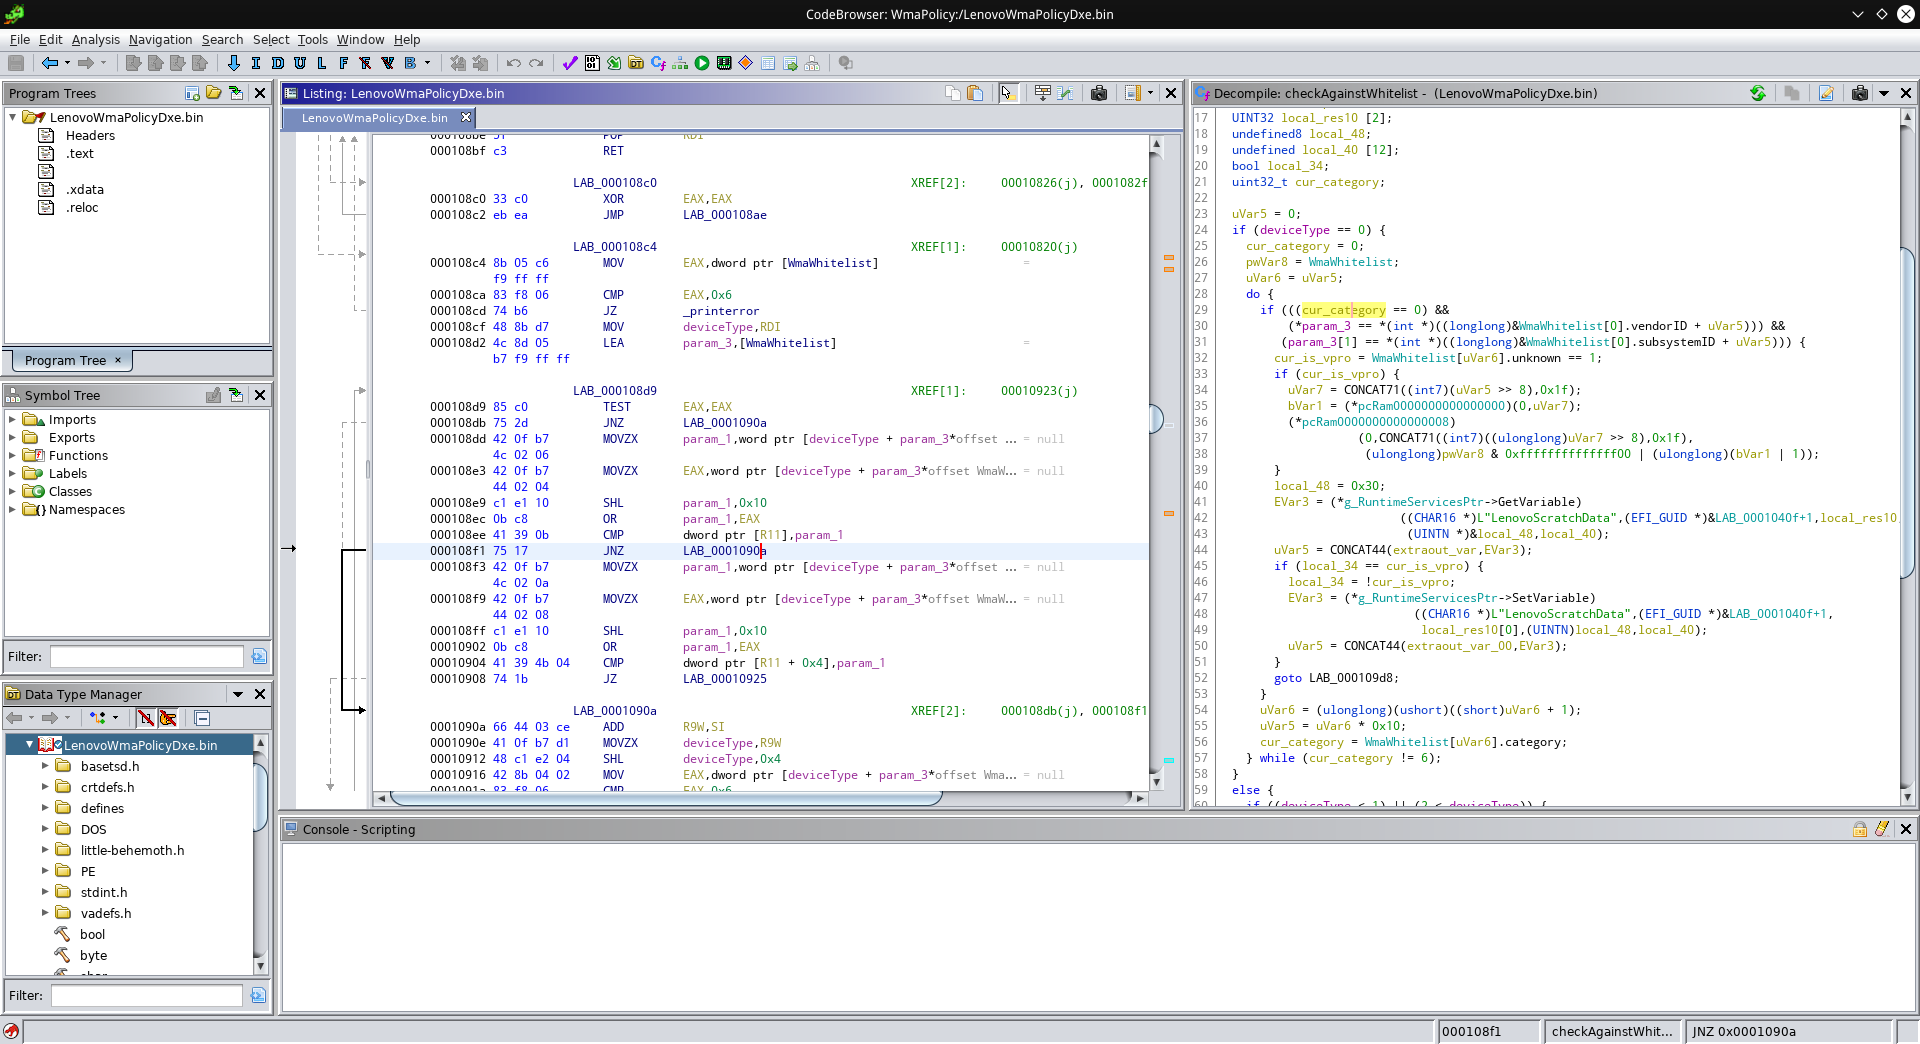 CodeBrowser: WmaPolicy:/LenovoWmaPolicyDxe.bin
File Edit Analysis Navigation Search Select Tools Window Help
I D U L F F V B
Program Trees
LenovoWmaPolicyDxe.bin
Headers
.text
.xdata
.reloc
Program Tree ×
Symbol Tree
Imports
Exports
Functions
Labels
Classes
Namespaces
Filter:
Data Type Manager
LenovoWmaPolicyDxe.bin
basetsd.h
crtdefs.h
defines
DOS
little-behemoth.h
PE
stdint.h
vadefs.h
bool
byte
Filter:
Listing: LenovoWmaPolicyDxe.bin
LenovoWmaPolicyDxe.bin
000108be 5f POP RDI
000108bf c3 RET
LAB_000108c0 XREF[2]: 00010826(j), 0001082f
000108c0 33 c0 XOR EAX,EAX
000108c2 eb ea JMP LAB_000108ae
LAB_000108c4 XREF[1]: 00010820(j)
000108c4 8b 05 c6 MOV EAX,dword ptr [WmaWhitelist] =
f9 ff ff
000108ca 83 f8 06 CMP EAX,0x6
000108cd 74 b6 JZ _printerror
000108cf 48 8b d7 MOV deviceType,RDI
000108d2 4c 8d 05 LEA param_3,[WmaWhitelist] =
b7 f9 ff ff
LAB_000108d9 XREF[1]: 00010923(j)
000108d9 85 c0 TEST EAX,EAX
000108db 75 2d JNZ LAB_0001090a
000108dd 42 0f b7 MOVZX param_1,word ptr [deviceType + param_3*offset ... = null
4c 02 06
000108e3 42 0f b7 MOVZX EAX,word ptr [deviceType + param_3*offset WmaW... = null
44 02 04
000108e9 c1 e1 10 SHL param_1,0x10
000108ec 0b c8 OR param_1,EAX
000108ee 41 39 0b CMP dword ptr [R11],param_1
000108f1 75 17 JNZ LAB_0001090a
000108f3 42 0f b7 MOVZX param_1,word ptr [deviceType + param_3*offset ... = null
4c 02 0a
000108f9 42 0f b7 MOVZX EAX,word ptr [deviceType + param_3*offset WmaW... = null
44 02 08
000108ff c1 e1 10 SHL param_1,0x10
00010902 0b c8 OR param_1,EAX
00010904 41 39 4b 04 CMP dword ptr [R11 + 0x4],param_1
00010908 74 1b JZ LAB_00010925
LAB_0001090a XREF[2]: 000108db(j), 000108f1
0001090a 66 44 03 ce ADD R9W,SI
0001090e 41 0f b7 d1 MOVZX deviceType,R9W
00010912 48 c1 e2 04 SHL deviceType,0x4
00010916 42 8b 04 02 MOV EAX,dword ptr [deviceType + param_3*offset Wma... = null
0001091a 83 f8 06 CMP EAX,0x6
Decompile: checkAgainstWhitelist - (LenovoWmaPolicyDxe.bin)
17 UINT32 local_res10 [2];
18 undefined8 local_48;
19 undefined local_40 [12];
20 bool local_34;
21 uint32_t cur_category;
22
23 uVar5 = 0;
24 if (deviceType == 0) {
25 cur_category = 0;
26 pwVar8 = WmaWhitelist;
27 uVar6 = uVar5;
28 do {
29 if (((cur_category == 0) &&
30 (*param_3 == *(int *)((longlong)&WmaWhitelist[0].vendorID + uVar5))) &&
31 (param_3[1] == *(int *)((longlong)&WmaWhitelist[0].subsystemID + uVar5))) {
32 cur_is_vpro = WmaWhitelist[uVar6].unknown == 1;
33 if (cur_is_vpro) {
34 uVar7 = CONCAT71((int7)(uVar5 >> 8),0x1f);
35 bVar1 = (*pcRam0000000000000000)(0,uVar7);
36 (*pcRam0000000000000008)
37 (0,CONCAT71((int7)((ulonglong)uVar7 >> 8),0x1f),
38 (ulonglong)pwVar8 & 0xffffffffffffff00 | (ulonglong)(bVar1 | 1));
39 }
40 local_48 = 0x30;
41 EVar3 = (*g_RuntimeServicesPtr->GetVariable)
42 ((CHAR16 *)L"LenovoScratchData",(EFI_GUID *)&LAB_0001040f+1,local_res10,
43 (UINTN *)&local_48,local_40);
44 uVar5 = CONCAT44(extraout_var,EVar3);
45 if (local_34 == cur_is_vpro) {
46 local_34 = !cur_is_vpro;
47 EVar3 = (*g_RuntimeServicesPtr->SetVariable)
48 ((CHAR16 *)L"LenovoScratchData",(EFI_GUID *)&LAB_0001040f+1,
49 local_res10[0],(UINTN)local_48,local_40);
50 uVar5 = CONCAT44(extraout_var_00,EVar3);
51 }
52 goto LAB_000109d8;
53 }
54 uVar6 = (ulonglong)(ushort)((short)uVar6 + 1);
55 uVar5 = uVar6 * 0x10;
56 cur_category = WmaWhitelist[uVar6].category;
57 } while (cur_category != 6);
58 }
59 else {
60 if ((deviceType < 1) || (2 < deviceType)) {
Console - Scripting
000108f1
checkAgainstWhit...
JNZ 0x0001090a